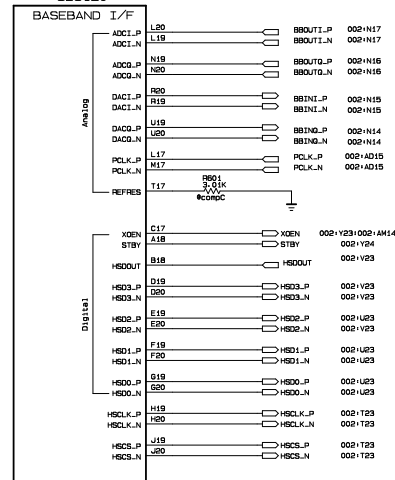 BASEBAND I/F
ADCI_P L20 BBOUTI_P 002:N17
ADCI_N L19 BBOUTI_N 002:N17
ADCQ_P N19 BBOUTQ_P 002:N16
ADCQ_N N20 BBOUTQ_N 002:N16
Analog
DACI_P R20 BBINI_P 002:N15
DACI_N R19 BBINI_N 002:N15
DACQ_P U19 BBINQ_P 002:N14
DACQ_N U20 BBINQ_N 002:N14
PCLK_P L17 PCLK_P 002:AD15
PCLK_N M17 PCLK_N 002:AD15
R601
REFRES T17 3.01K
@compC
XOEN C17 XOEN 002:Y23:002:AM14
STBY A18 STBY 002:Y24
HSDOUT B18 HSDOUT 002:V23
HSD3_P D19 HSD3_P 002:V23
HSD3_N D20 HSD3_N 002:V23
Digital
HSD2_P E19 HSD2_P 002:U23
HSD2_N E20 HSD2_N 002:U23
HSD1_P F19 HSD1_P 002:U23
HSD1_N F20 HSD1_N 002:U23
HSD0_P G19 HSD0_P 002:U23
HSD0_N G20 HSD0_N 002:U23
HSCLK_P H19 HSCLK_P 002:T23
HSCLK_N H20 HSCLK_N 002:T23
HSCS_P J19 HSCS_P 002:T23
HSCS_N J20 HSCS_N 002:T23